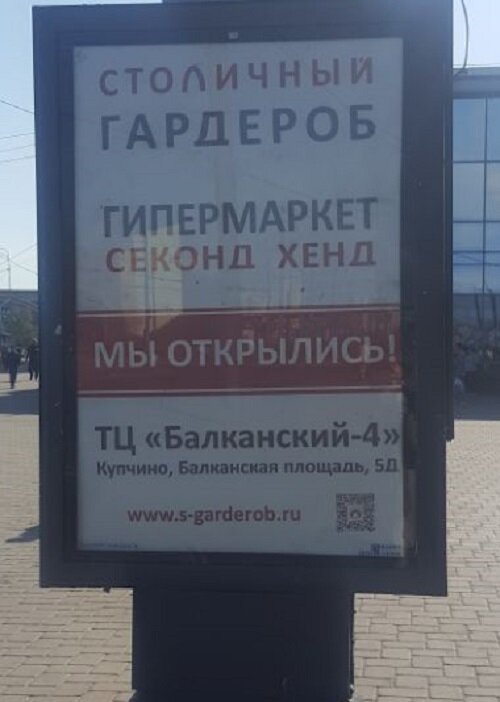 СТОЛИЧНЫЙ
ГАРДЕРОБ
ГИПЕРМАРКЕТ
СЕКОНД ХЕНД
МЫ ОТКРЫЛИСЬ!
ТЦ «Балканский-4»
Купчино, Балканская площадь, 5Д
www.s-garderob.ru